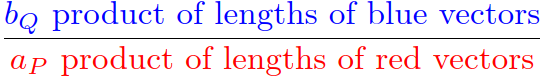 b_Q product of lengths of blue vectors
a_P product of lengths of red vectors